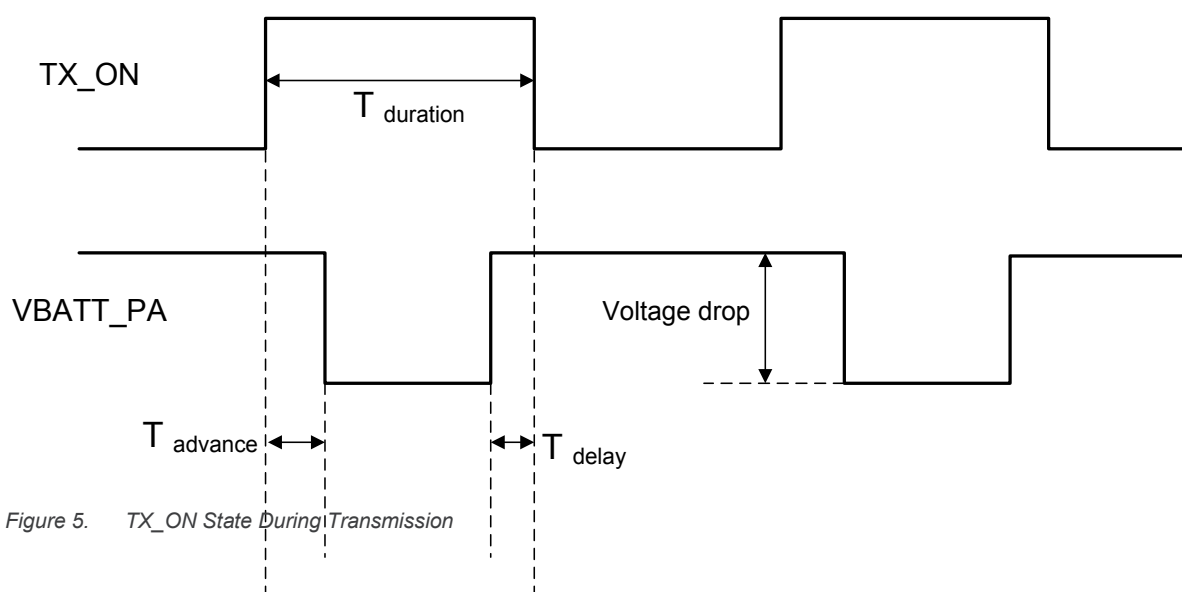 TX_ON
T duration
VBATT_PA
Voltage drop
T advance
T delay
Figure 5. TX_ON State During Transmission